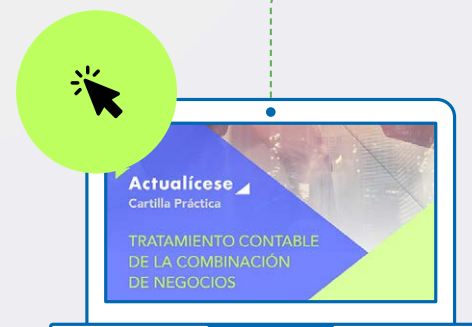 Actualícese
Cartilla Práctica
TRATAMIENTO CONTABLE
DE LA COMBINACIÓN
DE NEGOCIOS